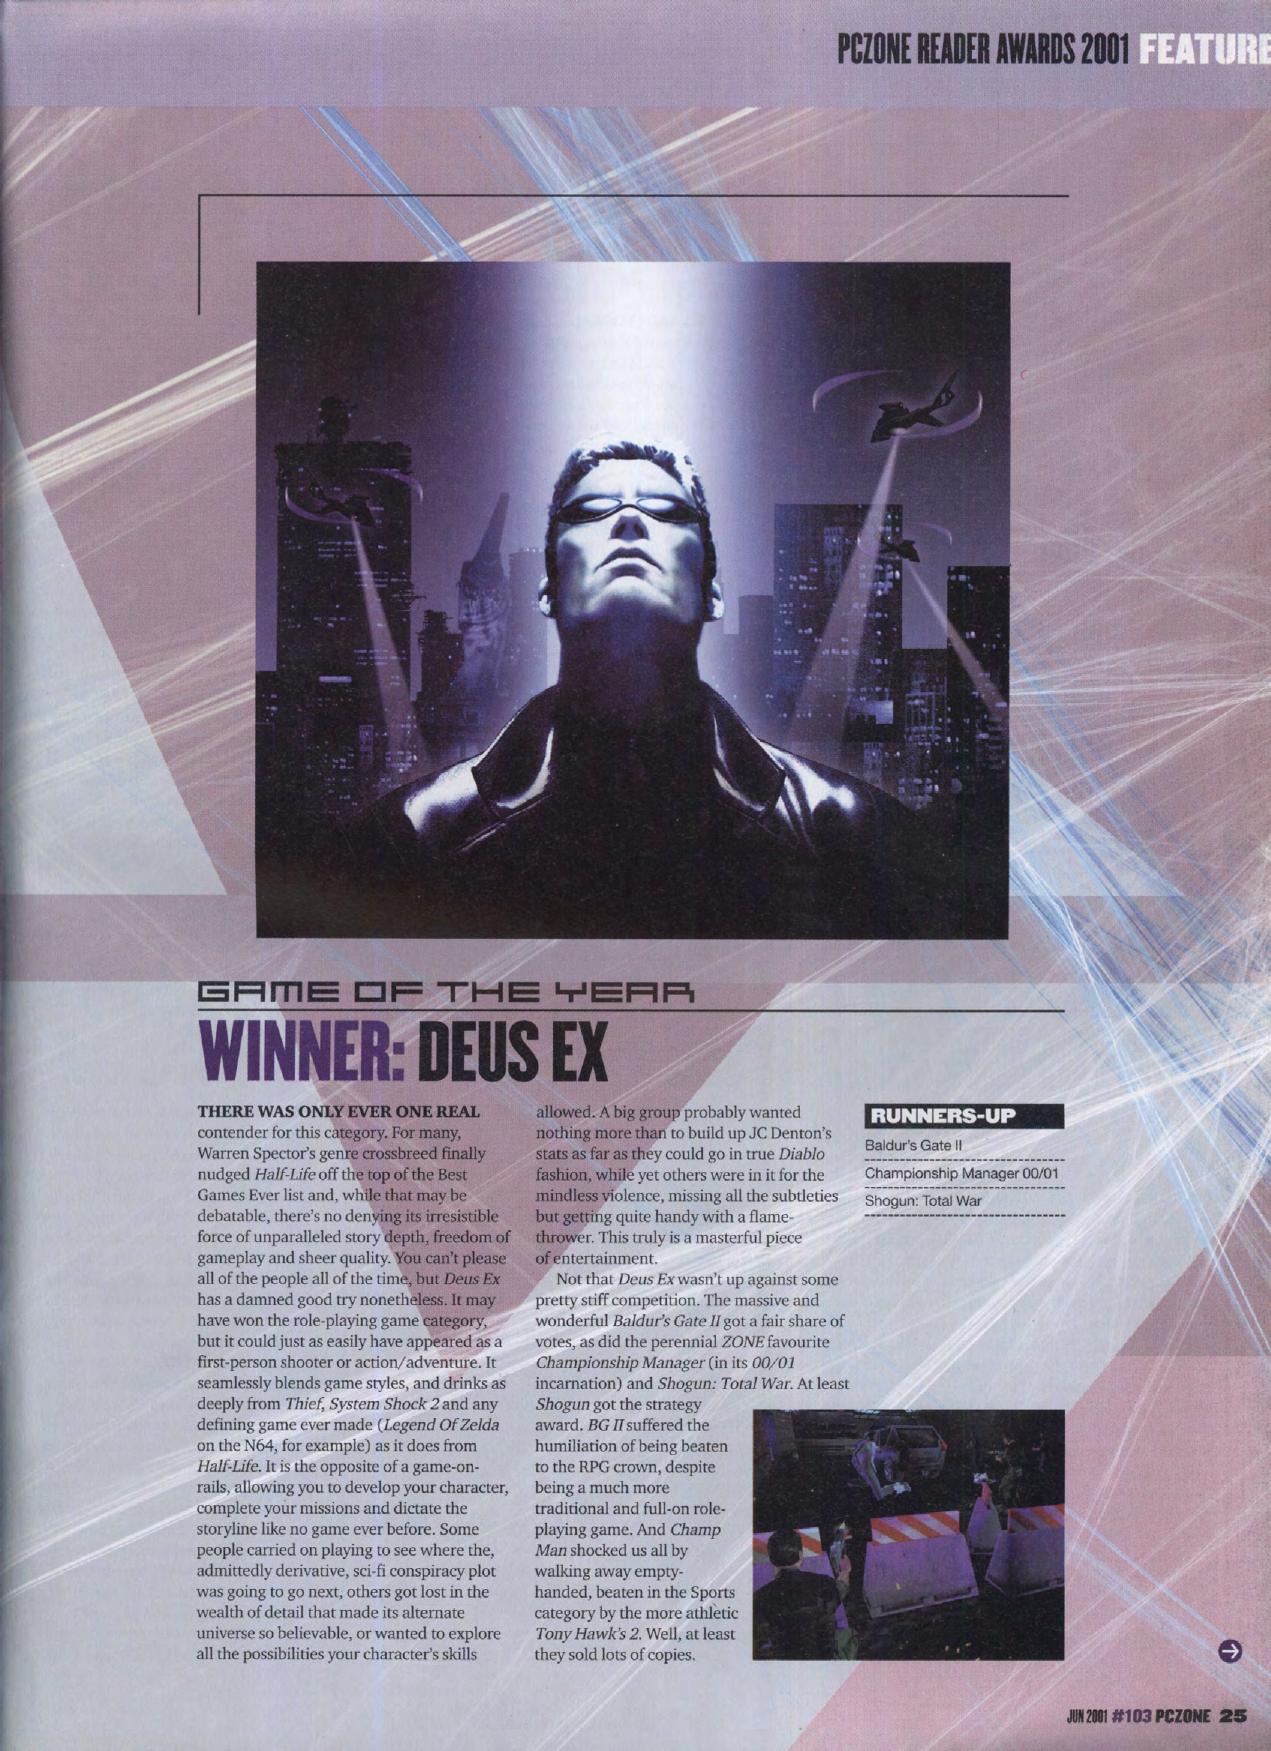 PCZONE READER AWARDS 2001 FEATURE
GAME OF THE YEAR
WINNER: DEUS EX
THERE WAS ONLY EVER ONE REAL
contender for this category. For many,
Warren Spector's genre crossbreed finally
nudged Half-Life off the top of the Best
Games Ever list and, while that may be
debatable, there's no denying its irresistible
force of unparalleled story depth, freedom of
gameplay and sheer quality. You can't please
all of the people all of the time, but Deus Ex
has a damned good try nonetheless. It may
have won the role-playing game category,
but it could just as easily have appeared as a
first-person shooter or action/adventure. It
seamlessly blends game styles, and drinks as
deeply from Thief, System Shock 2 and any
defining game ever made (Legend Of Zelda
on the N64, for example) as it does from
Half-Life. It is the opposite of a game-on-
rails, allowing you to develop your character,
complete your missions and dictate the
storyline like no game ever before. Some
people carried on playing to see where the,
admittedly derivative, sci-fi conspiracy plot
was going to go next, others got lost in the
wealth of detail that made its alternate
universe so believable, or wanted to explore
all the possibilities your character's skills
allowed. A big group probably wanted
nothing more than to build up JC Denton's
stats as far as they could go in true Diablo
fashion, while yet others were in it for the
mindless violence, missing all the subtleties
but getting quite handy with a flame-
thrower. This truly is a masterful piece
of entertainment.
Not that Deus Ex wasn't up against some
pretty stiff competition. The massive and
wonderful Baldur's Gate II got a fair share of
votes, as did the perennial ZONE favourite
Championship Manager (in its 00/01
incarnation) and Shogun: Total War. At least
Shogun got the strategy
award. BG II suffered the
humiliation of being beaten
to the RPG crown, despite
being a much more
traditional and full-on role-
playing game. And Champ
Man shocked us all by
walking away empty-
handed, beaten in the Sports
category by the more athletic
Tony Hawk's 2. Well, at least
they sold lots of copies.
RUNNERS-UP
Baldur's Gate II
Championship Manager 00/01
Shogun: Total War
JUN 2001 #103 PCZONE 25